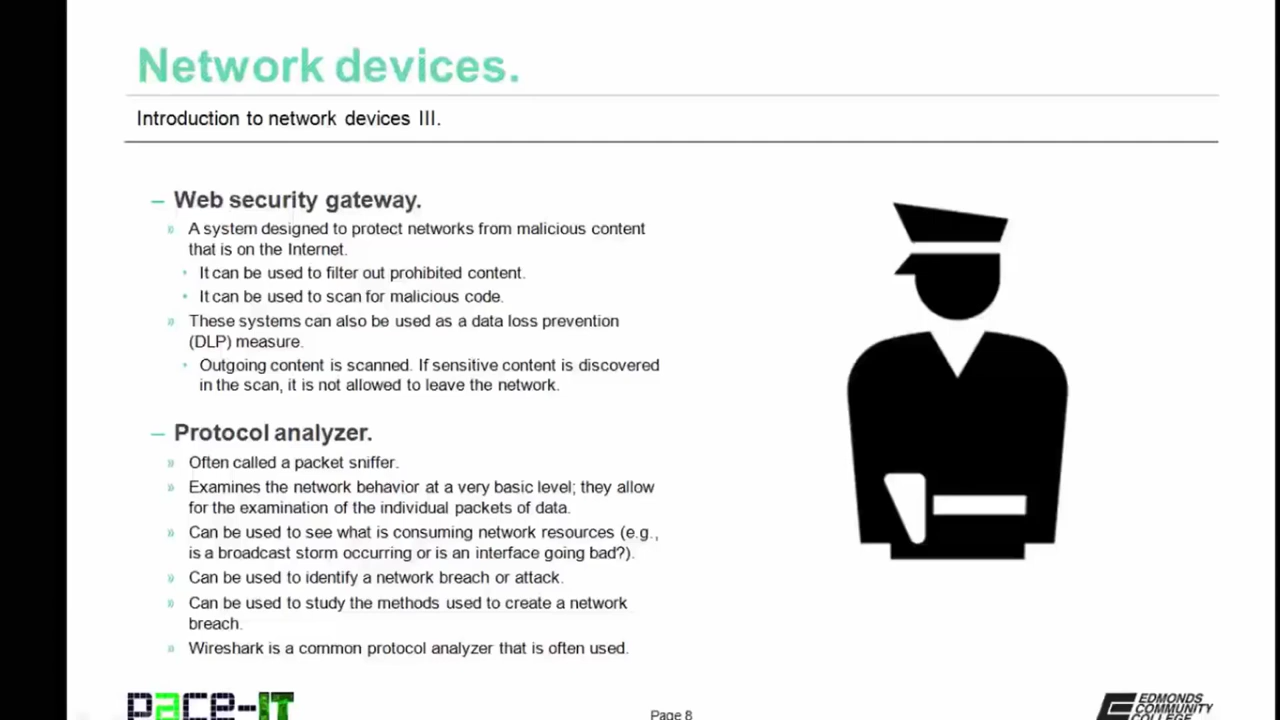 Network devices.
Introduction to network devices III.
– Web security gateway.
» A system designed to protect networks from malicious content
that is on the Internet.
• It can be used to filter out prohibited content.
• It can be used to scan for malicious code.
» These systems can also be used as a data loss prevention
(DLP) measure.
• Outgoing content is scanned. If sensitive content is discovered
in the scan, it is not allowed to leave the network.
– Protocol analyzer.
» Often called a packet sniffer.
» Examines the network behavior at a very basic level; they allow
for the examination of the individual packets of data.
» Can be used to see what is consuming network resources (e.g.,
is a broadcast storm occurring or is an interface going bad?).
» Can be used to identify a network breach or attack.
» Can be used to study the methods used to create a network
breach.
» Wireshark is a common protocol analyzer that is often used.
pace-IT
Page 8
EDMONDS
COMMUNITY
COLLEGE